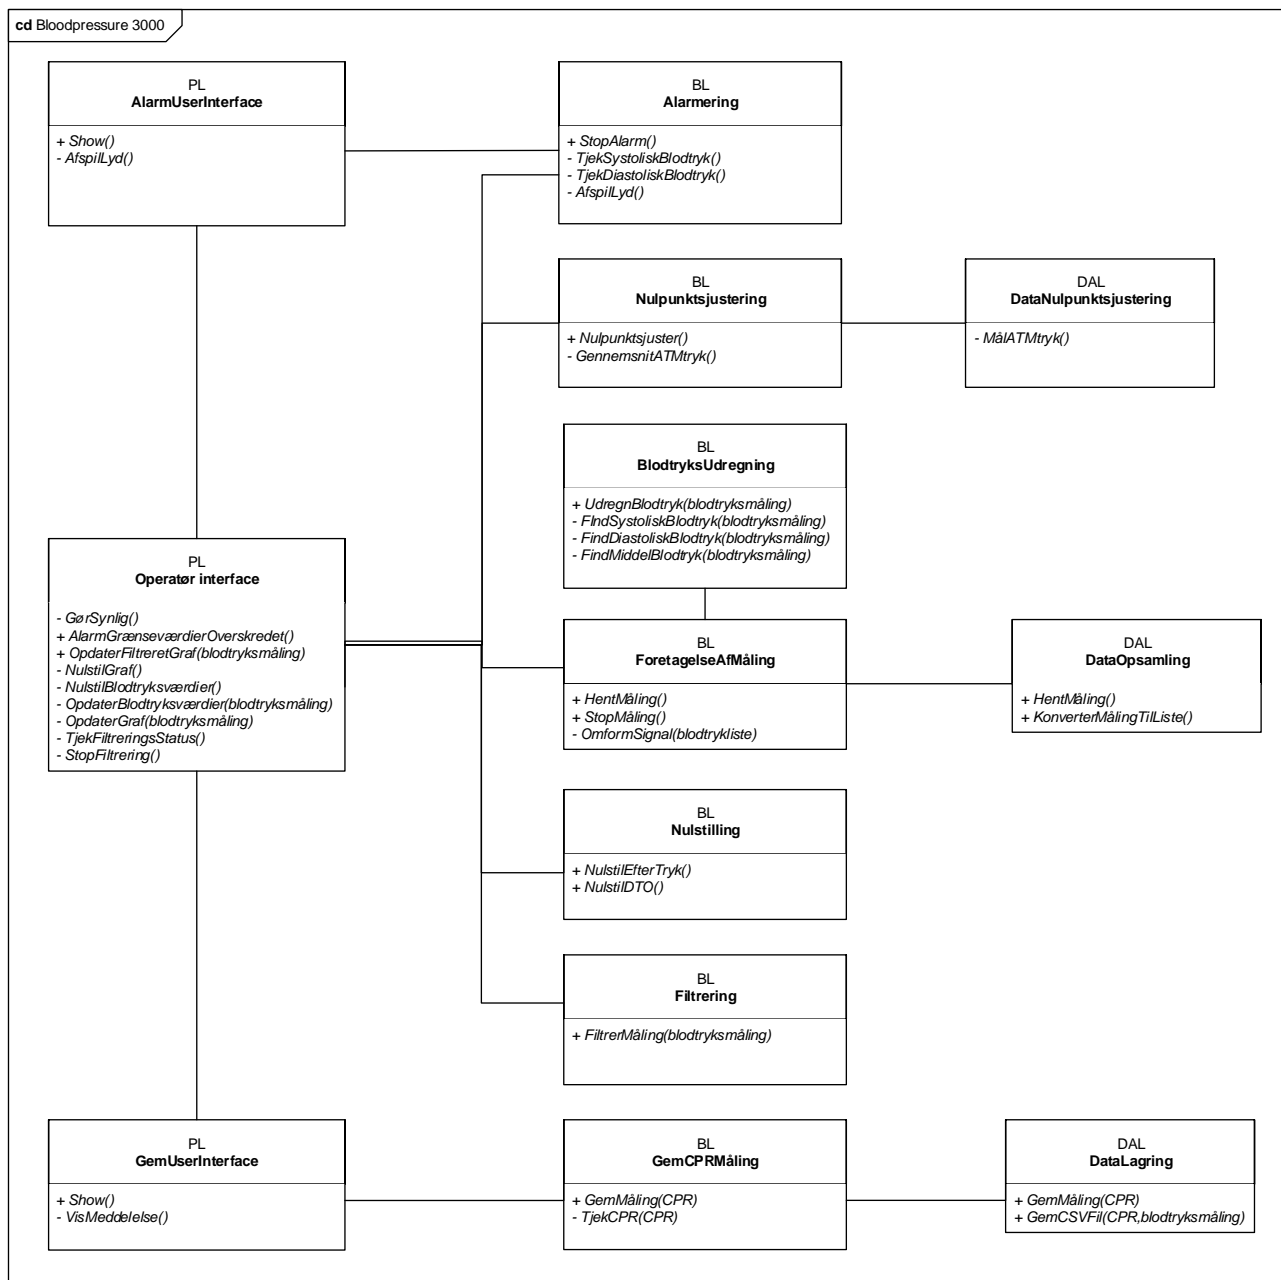 cd Bloodpressure 3000
PL
AlarmUserInterface
+ Show()
- AfspilLyd()
BL
Alarmering
+ StopAlarm()
- TjekSystoliskBlodtryk()
- TjekDiastoliskBlodtryk()
- AfspilLyd()
BL
Nulpunktsjustering
+ Nulpunktsjuster()
- GennemsnitATMtryk()
DAL
DataNulpunktsjustering
- MålATMtryk()
BL
BlodtryksUdregning
+ UdregnBlodtryk(blodtryksmåling)
- FIndSystoliskBlodtryk(blodtryksmåling)
- FindDiastoliskBlodtryk(blodtryksmåling)
- FindMiddelBlodtryk(blodtryksmåling)
PL
Operatør interface
- GørSynlig()
+ AlarmGrænseværdierOverskredet()
+ OpdaterFiltreretGraf(blodtryksmåling)
- NulstilGraf()
- NulstilBlodtryksværdier()
- OpdaterBlodtryksværdier(blodtryksmåling)
- OpdaterGraf(blodtryksmåling)
- TjekFiltreringsStatus()
- StopFiltrering()
BL
ForetagelseAfMåling
+ HentMåling()
+ StopMåling()
- OmformSignal(blodtrykliste)
DAL
DataOpsamling
+ HentMåling()
+ KonverterMålingTilListe()
BL
Nulstilling
+ NulstilEfterTryk()
+ NulstilDTO()
BL
Filtrering
+ FiltrerMåling(blodtryksmåling)
PL
GemUserInterface
+ Show()
- VisMeddelelse()
BL
GemCPRMåling
+ GemMåling(CPR)
- TjekCPR(CPR)
DAL
DataLagring
+ GemMåling(CPR)
+ GemCSVFil(CPR,blodtryksmåling)